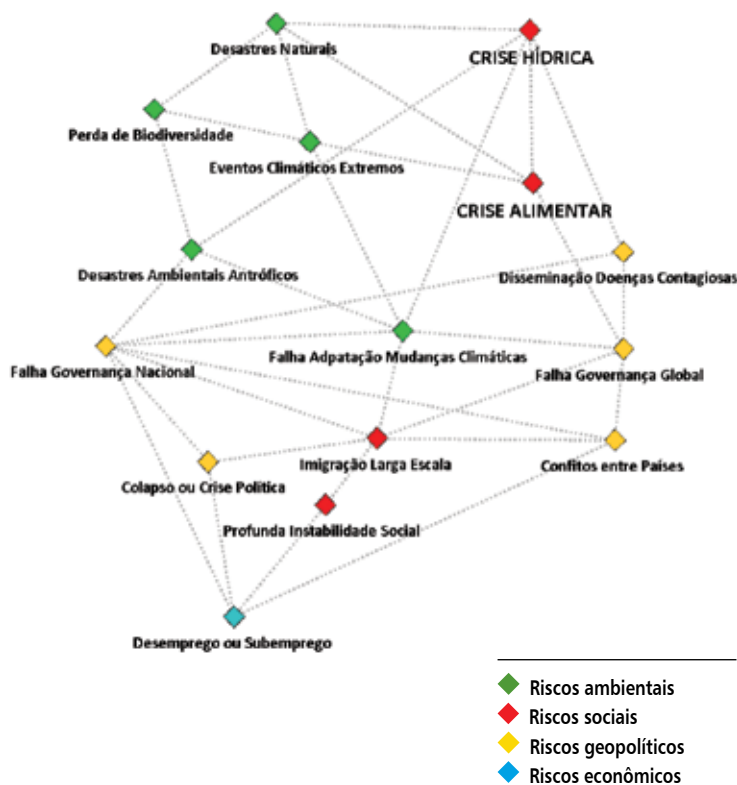 Desastres Naturais
CRISE HÍDRICA
Perda de Biodiversidade
Eventos Climáticos Extremos
CRISE ALIMENTAR
Desastres Ambientais Antróficos
Disseminação Doenças Contagiosas
Falha Adpatação Mudanças Climáticas
Falha Governança Nacional
Falha Governança Global
Imigração Larga Escala
Confitos entre Países
Colapso ou Crise Política
Profunda Instabilidade Social
Desemprego ou Subemprego
Riscos ambientais
Riscos sociais
Riscos geopolíticos
Riscos econômicos